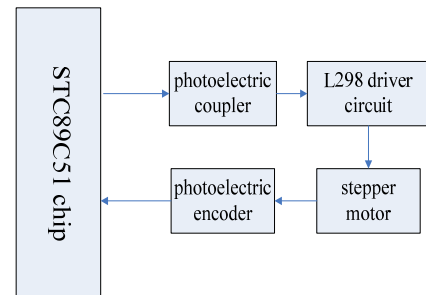 STC89C51 chip
photoelectric
coupler
L298 driver
circuit
photoelectric
encoder
stepper
motor